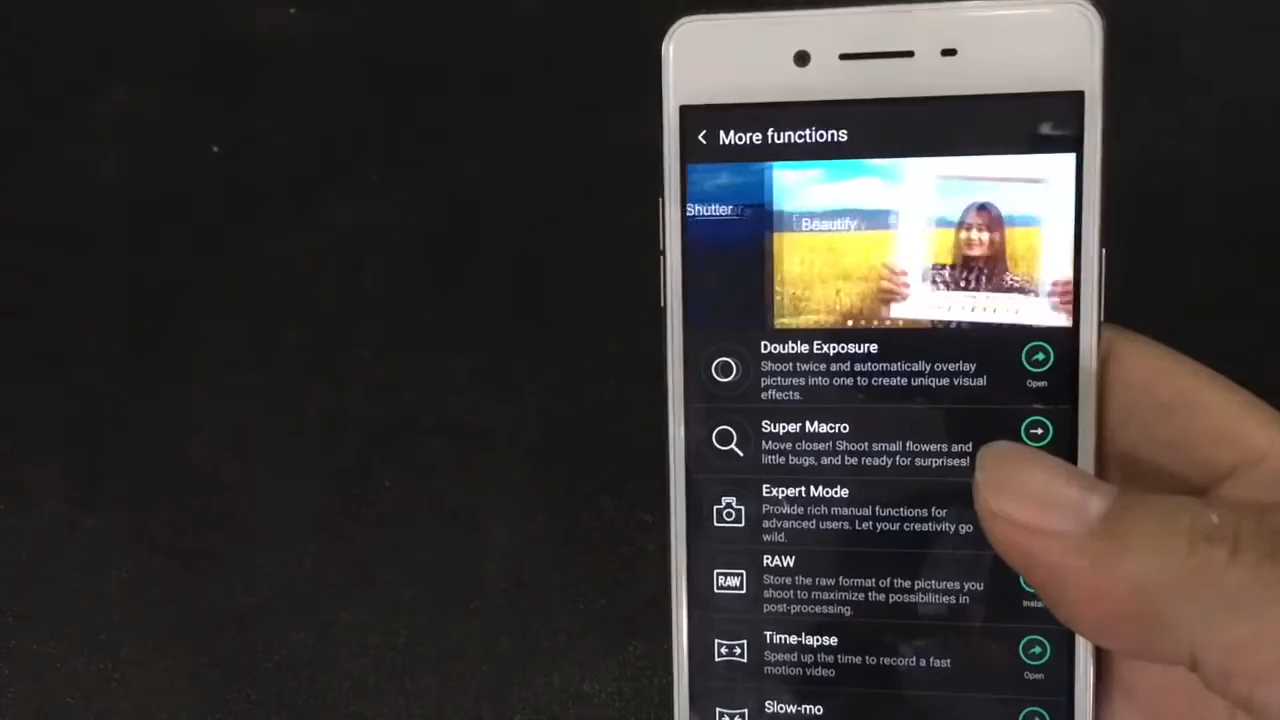 More functions
Shutter
Beautify
Double Exposure
Shoot twice and automatically overlay
pictures into one to create unique visual
effects.
Open
Super Macro
Move closer! Shoot small flowers and
little bugs, and be ready for surprises!
Expert Mode
Provide rich manual functions for
advanced users. Let your creativity go
wild.
RAW
RAW
Store the raw format of the pictures you
shoot to maximize the possibilities in
post-processing.
Time-lapse
Speed up the time to record a fast
motion video
Open
Slow-mo